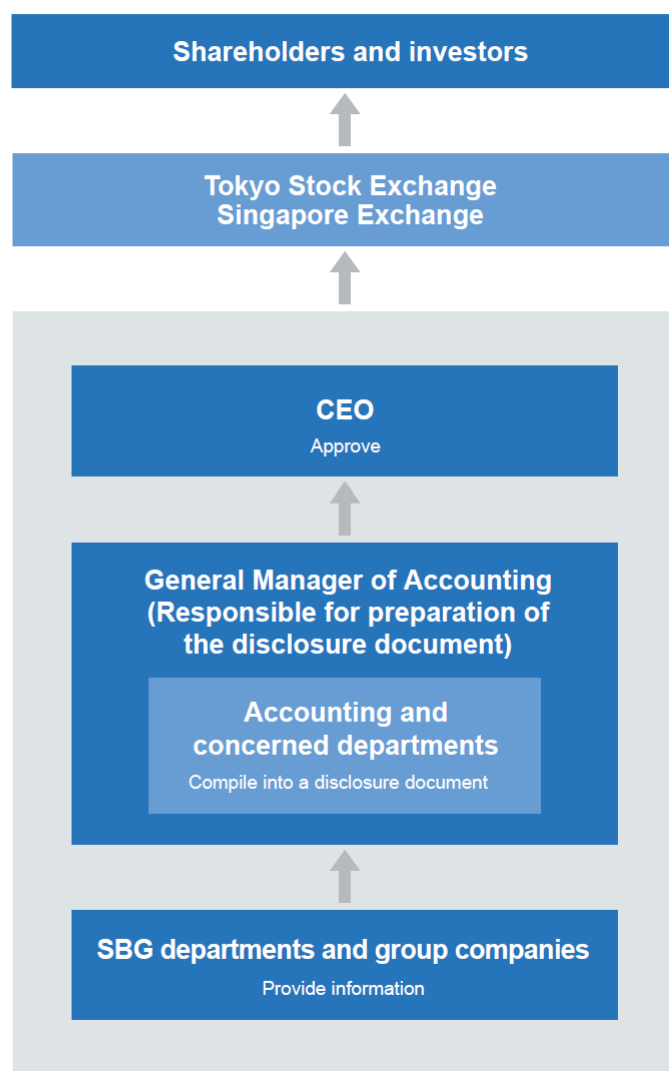 Shareholders and investors
Tokyo Stock Exchange
Singapore Exchange
CEO
Approve
General Manager of Accounting
(Responsible for preparation of
the disclosure document)
Accounting and
concerned departments
Compile into a disclosure document
SBG departments and group companies
Provide information